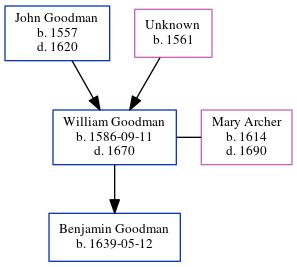 John Goodman
b. 1557
d. 1620
Unknown
b. 1561
William Goodman
b. 1586-09-11
d. 1670
Mary Archer
b. 1614
d. 1690
Benjamin Goodman
b. 1639-05-12